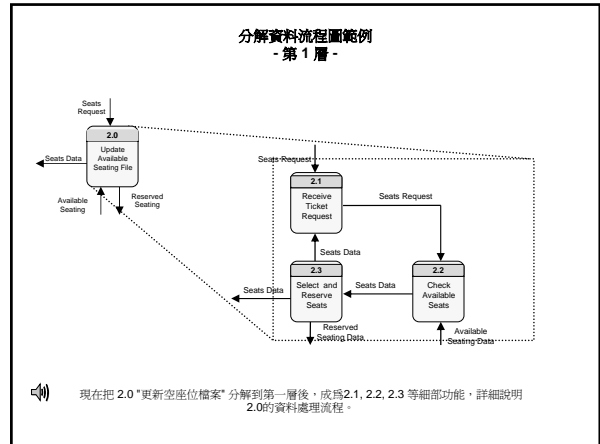 分解資料流程圖範例
- 第 1 層 -
Seats
Request
2.0
Update
Available
Seating File
Seats Data
Available
Seating
Reserved
Seating
Seats Request
2.1
Receive
Ticket
Request
Seats Request
Seats Data
2.3
Select and
Reserve
Seats
Seats Data
Seats Data
2.2
Check
Available
Seats
Reserved
Seating Data
Available
Seating Data
現在把 2.0 "更新空座位檔案" 分解到第一層後，成爲2.1, 2.2, 2.3 等細部功能，詳細說明
2.0的資料處理流程。